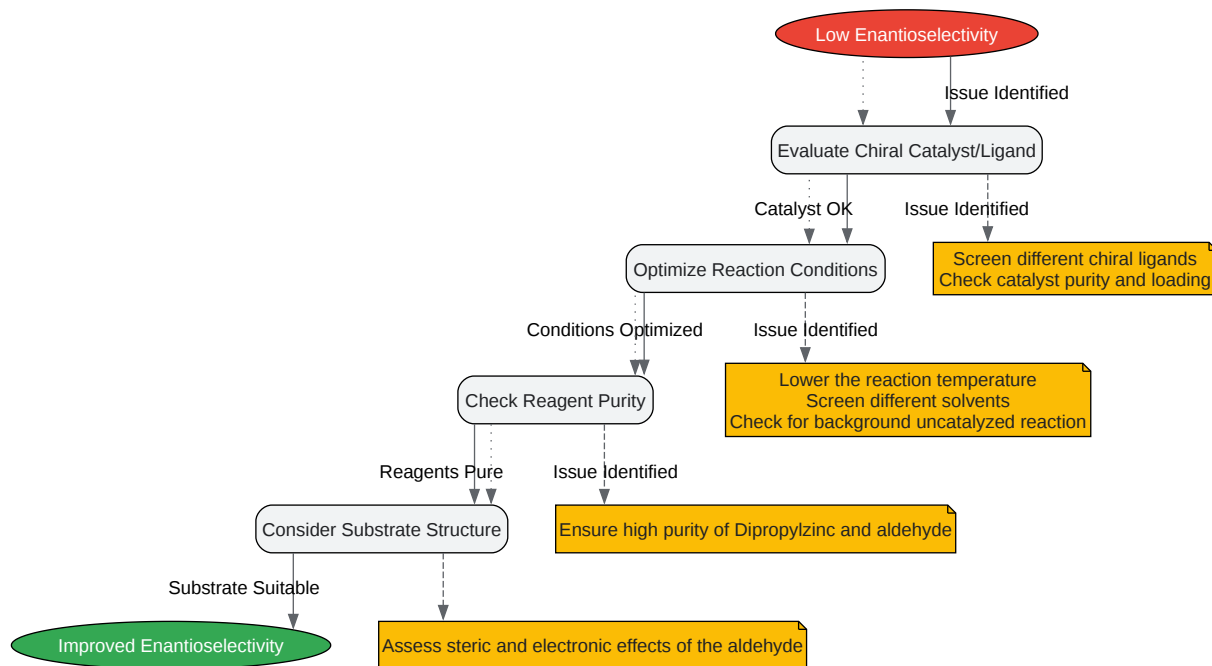 Low Enantioselectivity
Issue Identified
Evaluate Chiral Catalyst/Ligand
Catalyst OK
Issue Identified
Optimize Reaction Conditions
Screen different chiral ligands
Check catalyst purity and loading
Conditions Optimized
Issue Identified
Check Reagent Purity
Lower the reaction temperature
Screen different solvents
Check for background uncatalyzed reaction
Reagents Pure
Issue Identified
Consider Substrate Structure
Ensure high purity of Dipropylzinc and aldehyde
Substrate Suitable
Improved Enantioselectivity
Assess steric and electronic effects of the aldehyde